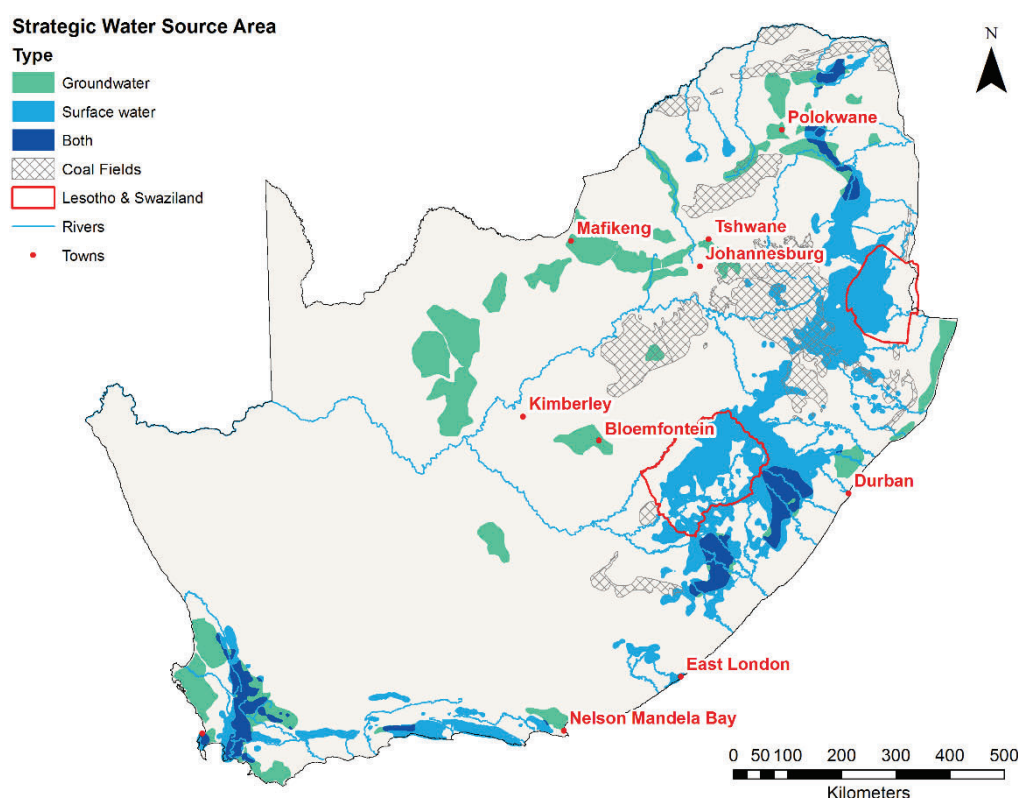 Strategic Water Source Area
Type
Groundwater
Surface water
Both
Coal Fields
Lesotho & Swaziland
Rivers
Towns
N
Polokwane
Mafikeng
Tshwane
Johannesburg
Kimberley
Bloemfontein
Durban
East London
Nelson Mandela Bay
0 50 100 200 300 400 500
Kilometers